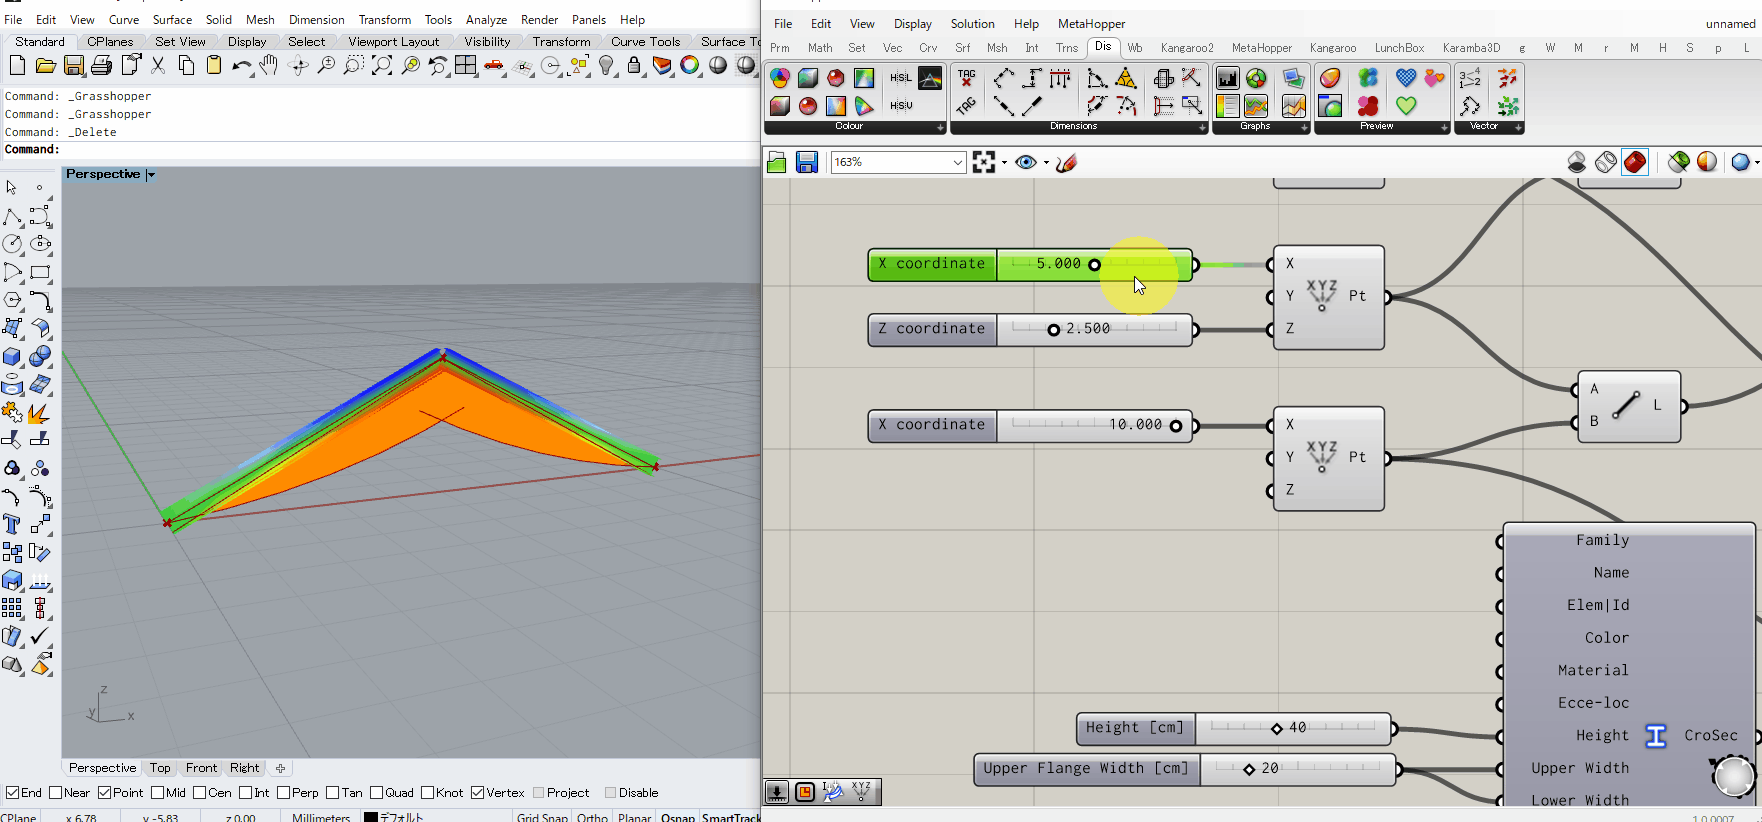 File Edit View Curve Surface Solid Mesh Dimension Transform Tools Analyze Render Panels Help
Standard CPlanes Set View Display Select Viewport Layout Visibility Transform Curve Tools Surface To
Command: _Grasshopper
Command: _Grasshopper
Command: _Delete
Command:
Perspective
z
y x
Perspective Top Front Right
End Near Point Mid Cen Int Perp Tan Quad Knot Vertex Project Disable
CPlane x 6.78 y -5.83 z 0.00 Millimeters デフォルト Grid Snap Ortho Planar Osnap SmartTrack
File Edit View Display Solution Help MetaHopper unnamed
Prm Math Set Vec Crv Srf Msh Int Trns Dis Wb Kangaroo2 MetaHopper Kangaroo LunchBox Karamba3D g W M r M H S p L
H\S\L
H\S\V
TAG
TAG
Colour Dimensions Graphs Preview Vector
163%
X coordinate 5.000
Z coordinate 2.500
X Y Z XYZ Pt
X coordinate 10.000
X Y Z XYZ Pt
A B L
Family
Name
Elem|Id
Color
Material
Ecce-loc
Height CroSec
Upper Width
Lower Width
Height [cm] 40
Upper Flange Width [cm] 20
XYZ
1.0.0007